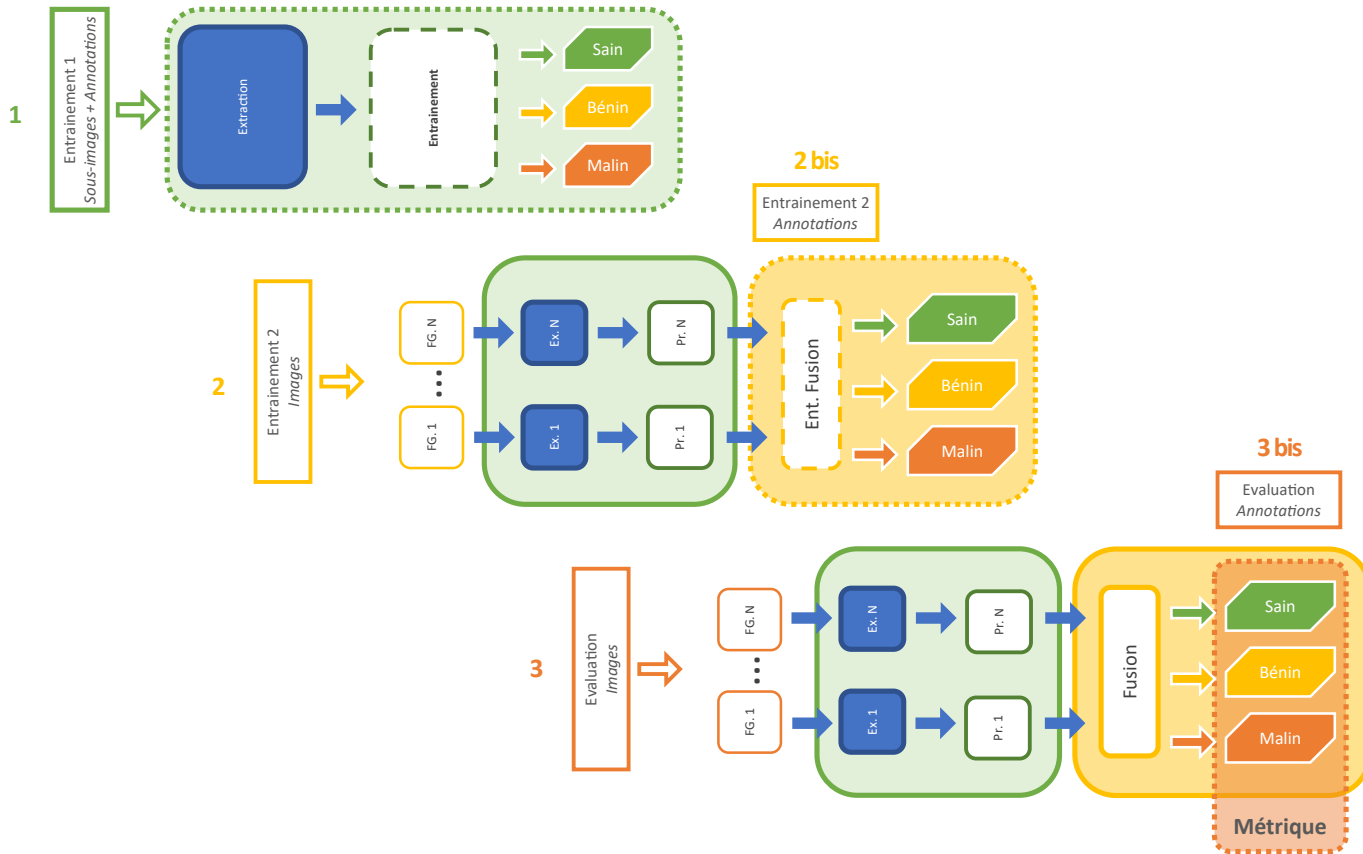 1
Entrainement 1
Sous-images + Annotations
Extraction
Entrainement
Sain
Bénin
Malin
2 bis
Entrainement 2
Annotations
2
Entrainement 2
Images
FG. N
...
FG. 1
Ex. N
Ex. 1
Pr. N
Pr. 1
Ent. Fusion
Sain
Bénin
Malin
3 bis
Evaluation
Annotations
3
Evaluation
Images
FG. N
...
FG. 1
Ex. N
Ex. 1
Pr. N
Pr. 1
Fusion
Sain
Bénin
Malin
Métrique